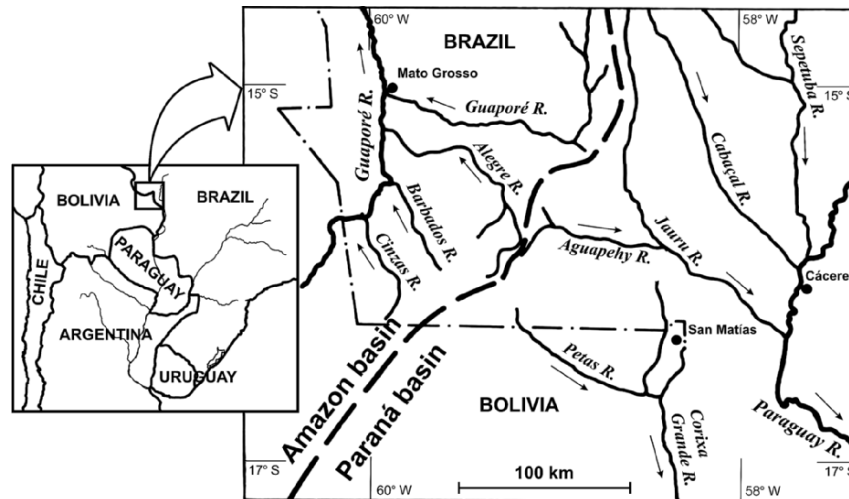 60° W
58° W
BRAZIL
Mato Grosso
15° S
15° S
Guaporé R.
Guaporé R.
Sepetuba R.
Cabaçal R.
Alegre R.
Barbados R.
Cinzas R.
Aguapehy R.
Jauru R.
Cácere
San Matías
Petas R.
BOLIVIA
Corixa
Grande R.
Paraguay R.
Amazon basin
Paraná basin
17° S
17° S
60° W
58° W
100 km
BOLIVIA
BRAZIL
PARAGUAY
CHILE
ARGENTINA
URUGUAY